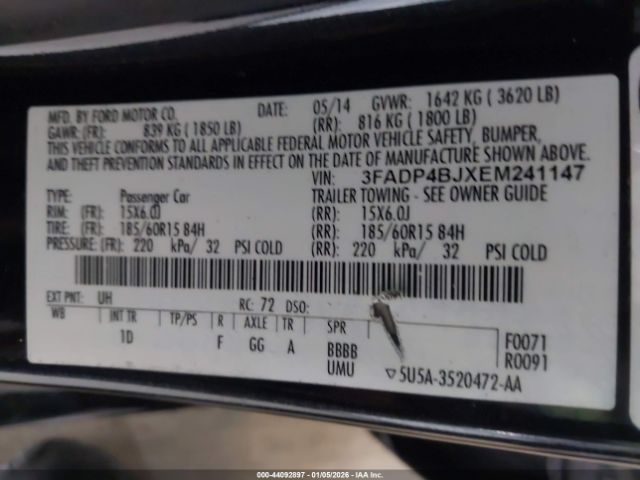 MFD. BY FORD MOTOR CO. DATE: 05/14 GVWR: 1642 KG ( 3620 LB)
GAWR: (FR): 839 KG ( 1850 LB) (RR): 816 KG ( 1800 LB)
THIS VEHICLE CONFORMS TO ALL APPLICABLE FEDERAL MOTOR VEHICLE SAFETY, BUMPER,
AND THEFT PREVENTION STANDARDS IN EFFECT ON THE DATE OF MANUFACTURE SHOWN ABOVE.
VIN: 3FADP4BJXEM241147
TYPE: Passenger Car TRAILER TOWING - SEE OWNER GUIDE
RIM: (FR): 15X6.0J (RR): 15X6.0J
TIRE: (FR): 185/60R15 84H (RR): 185/60R15 84H
PRESSURE: (FR): 220 kPa/ 32 PSI COLD (RR): 220 kPa/ 32 PSI COLD
EXT PNT: UH RC: 72 DSO:
WB INT TR TP/PS R AXLE TR SPR F0071
1D F GG A BBBB R0091
UMU ▽5U5A-3520472-AA
000-44092897 | 01/05/2026 | IAA Inc.